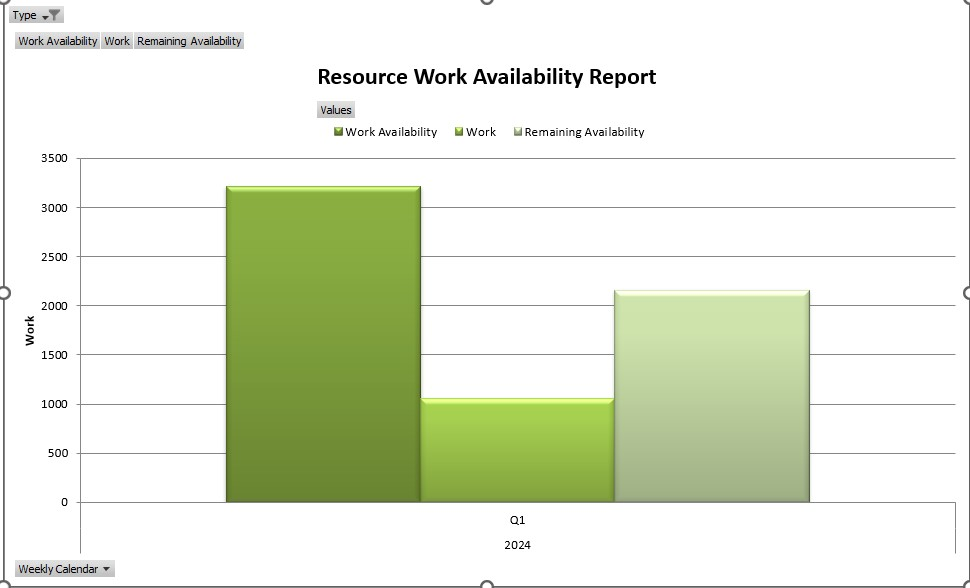 Type
Work Availability Work Remaining Availability
Resource Work Availability Report
Values
Work Availability Work Remaining Availability
3500
3000
2500
2000
1500
1000
500
0
Work
Q1
2024
Weekly Calendar